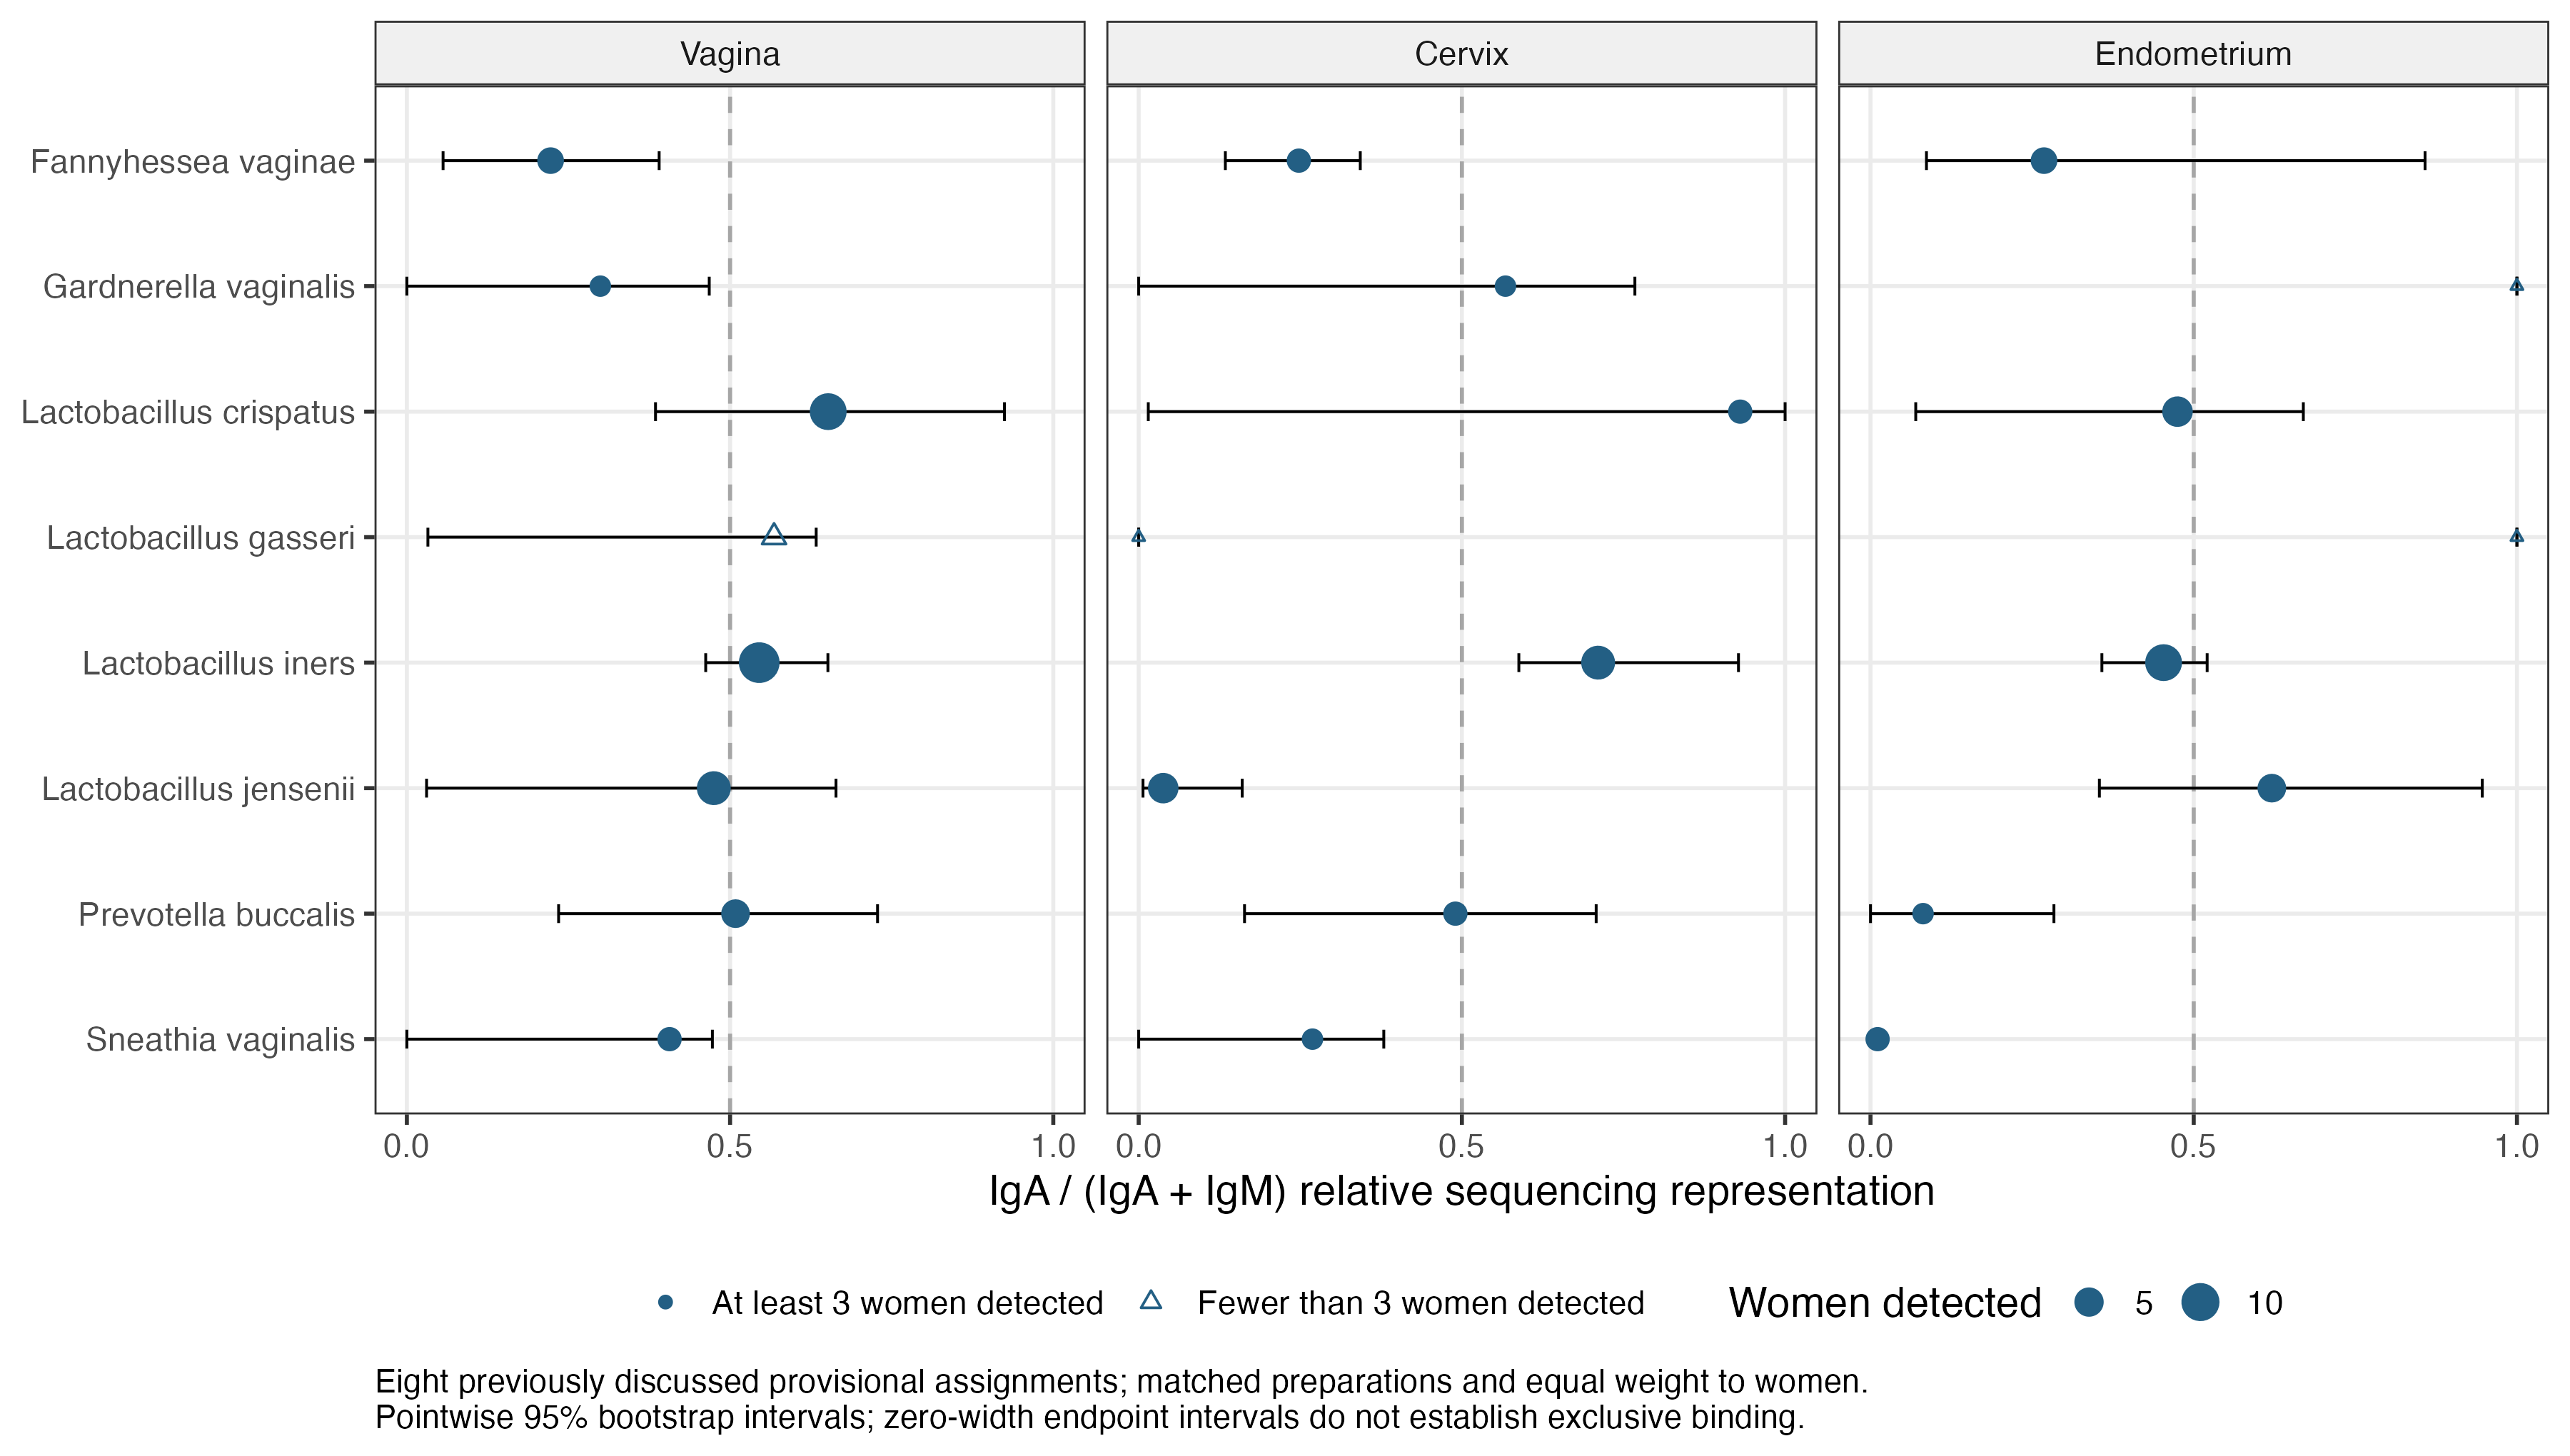 Vagina
Cervix
Endometrium
Fannyhessea vaginae
Gardnerella vaginalis
Lactobacillus crispatus
Lactobacillus gasseri
Lactobacillus iners
Lactobacillus jensenii
Prevotella buccalis
Sneathia vaginalis
0.0 0.5 1.0
0.0 0.5 1.0
0.0 0.5 1.0
IgA / (IgA + IgM) relative sequencing representation
At least 3 women detected
Fewer than 3 women detected
Women detected 5 10
Eight previously discussed provisional assignments; matched preparations and equal weight to women.
Pointwise 95% bootstrap intervals; zero-width endpoint intervals do not establish exclusive binding.